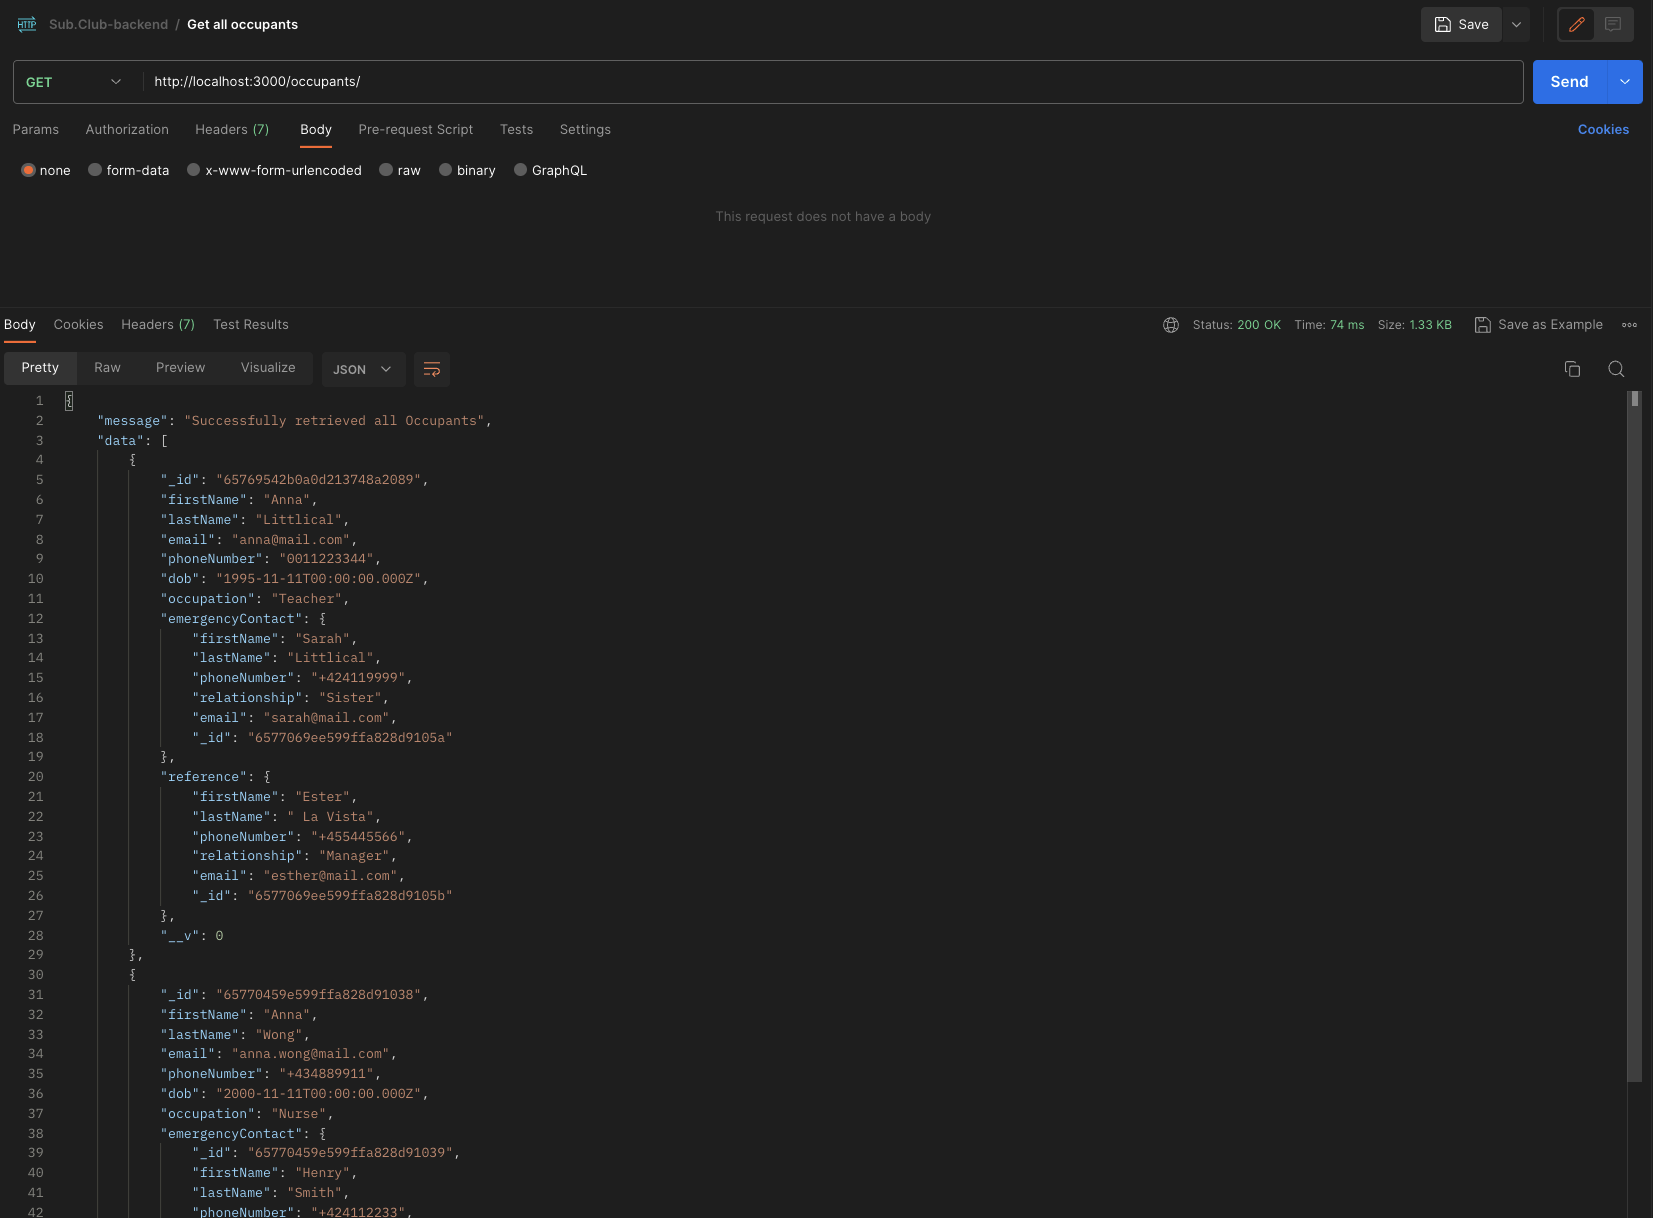 HTTP Sub.Club-backend / Get all occupants Save
GET http://localhost:3000/occupants/ Send
Params Authorization Headers (7) Body Pre-request Script Tests Settings Cookies
none form-data x-www-form-urlencoded raw binary GraphQL
This request does not have a body
Body Cookies Headers (7) Test Results Status: 200 OK Time: 74 ms Size: 1.33 KB Save as Example
Pretty Raw Preview Visualize JSON
1 {
2 "message": "Successfully retrieved all Occupants",
3 "data": [
4 {
5 "_id": "65769542b0a0d213748a2089",
6 "firstName": "Anna",
7 "lastName": "Littlical",
8 "email": "anna@mail.com",
9 "phoneNumber": "0011223344",
10 "dob": "1995-11-11T00:00:00.000Z",
11 "occupation": "Teacher",
12 "emergencyContact": {
13 "firstName": "Sarah",
14 "lastName": "Littlical",
15 "phoneNumber": "+424119999",
16 "relationship": "Sister",
17 "email": "sarah@mail.com",
18 "_id": "6577069ee599ffa828d9105a"
19 },
20 "reference": {
21 "firstName": "Ester",
22 "lastName": " La Vista",
23 "phoneNumber": "+455445566",
24 "relationship": "Manager",
25 "email": "esther@mail.com",
26 "_id": "6577069ee599ffa828d9105b"
27 },
28 "__v": 0
29 },
30 {
31 "_id": "65770459e599ffa828d91038",
32 "firstName": "Anna",
33 "lastName": "Wong",
34 "email": "anna.wong@mail.com",
35 "phoneNumber": "+434889911",
36 "dob": "2000-11-11T00:00:00.000Z",
37 "occupation": "Nurse",
38 "emergencyContact": {
39 "_id": "65770459e599ffa828d91039",
40 "firstName": "Henry",
41 "lastName": "Smith",
42 "phoneNumber": "+424112233",